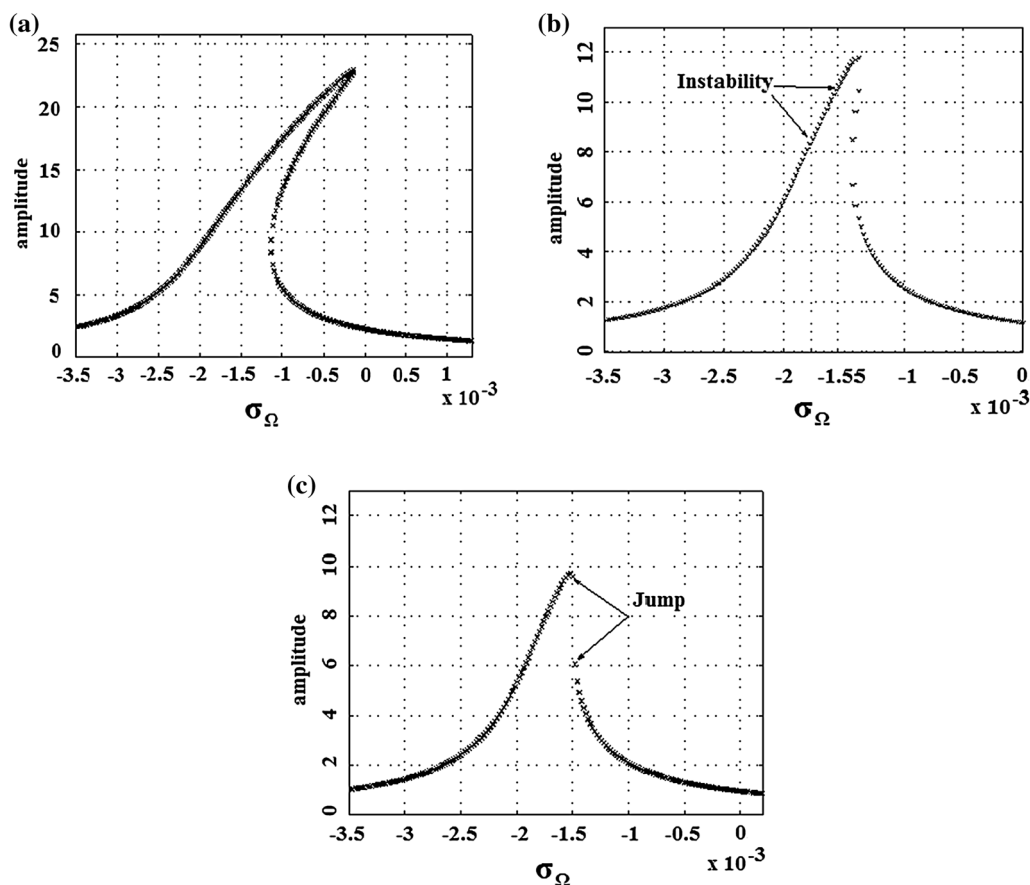 (a)
25
20
15
10
5
0
amplitude
-3.5 -3 -2.5 -2 -1.5 -1 -0.5 0 0.5 1
x 10⁻³
σ_Ω
(b)
12
10
8
6
4
2
0
amplitude
Instability
-3.5 -3 -2.5 -2 -1.55 -1 -0.5 0
x 10⁻³
σ_Ω
(c)
12
10
8
6
4
2
0
amplitude
Jump
-3.5 -3 -2.5 -2 -1.5 -1 -0.5 0
x 10⁻³
σ_Ω